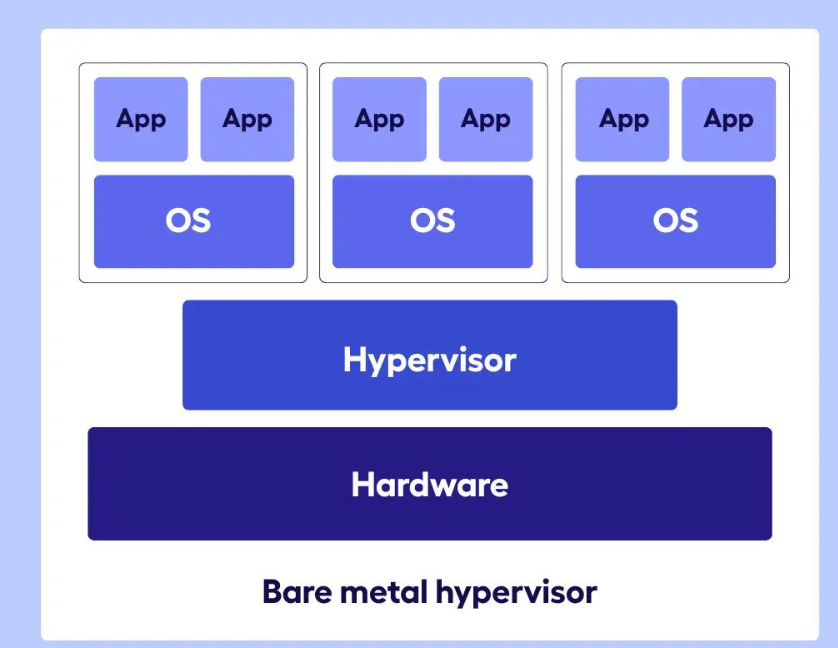 App App App App App App
OS OS OS
Hypervisor
Hardware
Bare metal hypervisor